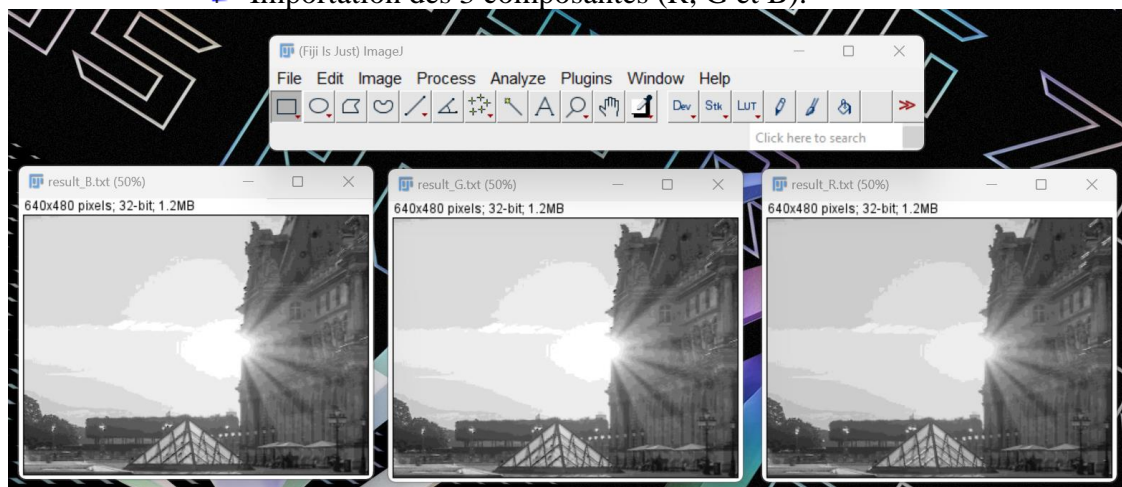 Importation des 3 composantes (R, G et B).
(Fiji Is Just) ImageJ
File Edit Image Process Analyze Plugins Window Help
Dev Stk LUT
Click here to search
result_B.txt (50%)
640x480 pixels; 32-bit; 1.2MB
result_G.txt (50%)
640x480 pixels; 32-bit; 1.2MB
result_R.txt (50%)
640x480 pixels; 32-bit; 1.2MB